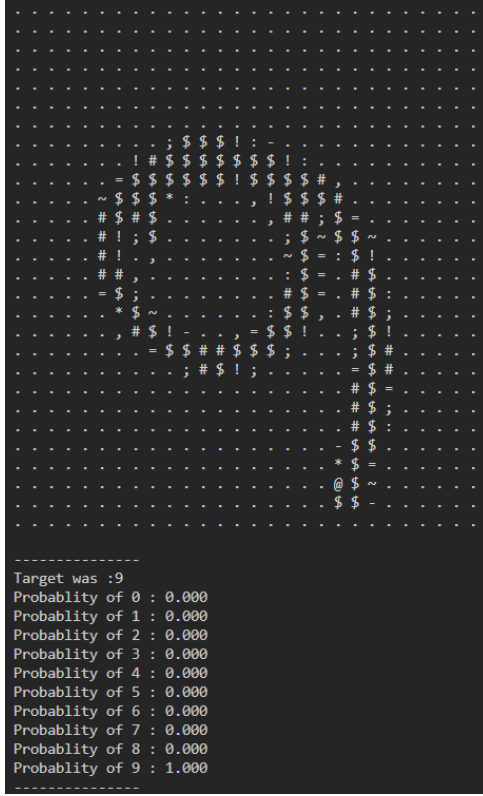 . . . . . . . . . . . . . . . . . . . . . . . . . . . .
. . . . . . . . . . . . . . . . . . . . . . . . . . . .
. . . . . . . . . . . . . . . . . . . . . . . . . . . .
. . . . . . . . . . . . . . . . . . . . . . . . . . . .
. . . . . . . . . . . . . . . . . . . . . . . . . . . .
. . . . . . . . . . . . . . . . . . . . . . . . . . . .
. . . . . . . . . . . . . . . . . . . . . . . . . . . .
. . . . . . . . . ; $ $ $ ! : - . . . . . . . . . . . .
. . . . . . . ! # $ $ $ $ $ $ $ ! : . . . . . . . . . .
. . . . . . = $ $ $ $ $ $ ! $ $ $ $ # , . . . . . . . .
. . . . . ~ $ $ $ * : . . . , ! $ $ $ # . . . . . . . .
. . . . . # $ # $ . . . . . . , # # ; $ = . . . . . . .
. . . . . # ! ; $ . . . . . . . ; $ ~ $ $ ~ . . . . . .
. . . . . # ! . , . . . . . . . ~ $ = : $ ! . . . . . .
. . . . . # # , . . . . . . . . : $ = . # $ . . . . . .
. . . . . = $ ; . . . . . . . . # $ = . # $ : . . . . .
. . . . . . * $ ~ . . . . . . : $ $ , . # $ ; . . . . .
. . . . . . , # $ ! - . . , = $ $ ! . . ; $ ! . . . . .
. . . . . . . . = $ $ # # $ $ $ ; . . . ; $ # . . . . .
. . . . . . . . . . ; # $ ! ; . . . . . = $ # . . . . .
. . . . . . . . . . . . . . . . . . . . # $ = . . . . .
. . . . . . . . . . . . . . . . . . . . # $ ; . . . . .
. . . . . . . . . . . . . . . . . . . . # $ : . . . . .
. . . . . . . . . . . . . . . . . . . - $ $ . . . . . .
. . . . . . . . . . . . . . . . . . . * $ = . . . . . .
. . . . . . . . . . . . . . . . . . . @ $ ~ . . . . . .
. . . . . . . . . . . . . . . . . . . $ $ - . . . . . .
. . . . . . . . . . . . . . . . . . . . . . . . . . . .
---------------
Target was :9
Probablity of 0 : 0.000
Probablity of 1 : 0.000
Probablity of 2 : 0.000
Probablity of 3 : 0.000
Probablity of 4 : 0.000
Probablity of 5 : 0.000
Probablity of 6 : 0.000
Probablity of 7 : 0.000
Probablity of 8 : 0.000
Probablity of 9 : 1.000
---------------